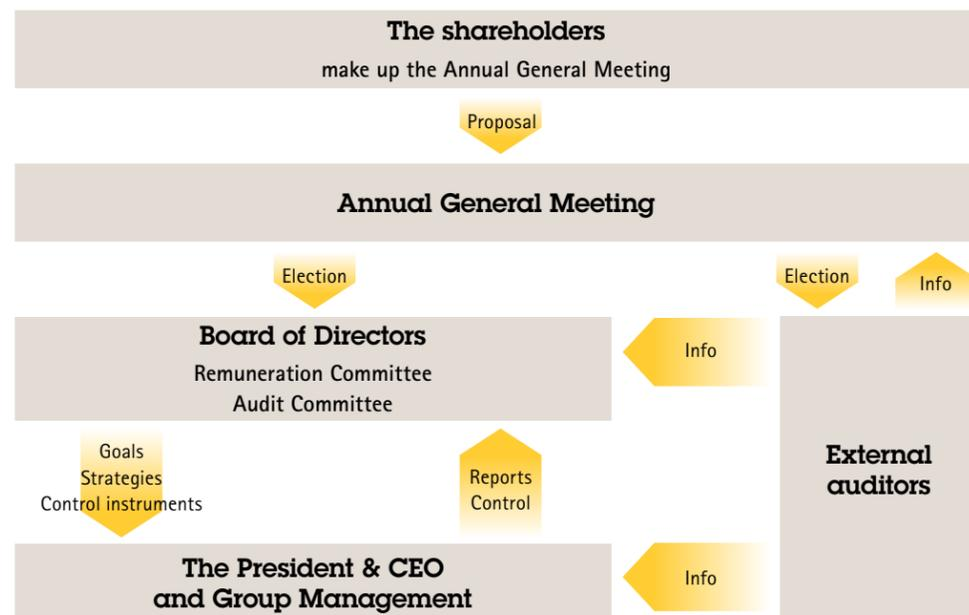 The shareholders
make up the Annual General Meeting
Proposal
Annual General Meeting
Election
Election
Info
Board of Directors
Remuneration Committee
Audit Committee
Info
Goals
Strategies
Control instruments
Reports
Control
External
auditors
The President & CEO
and Group Management
Info